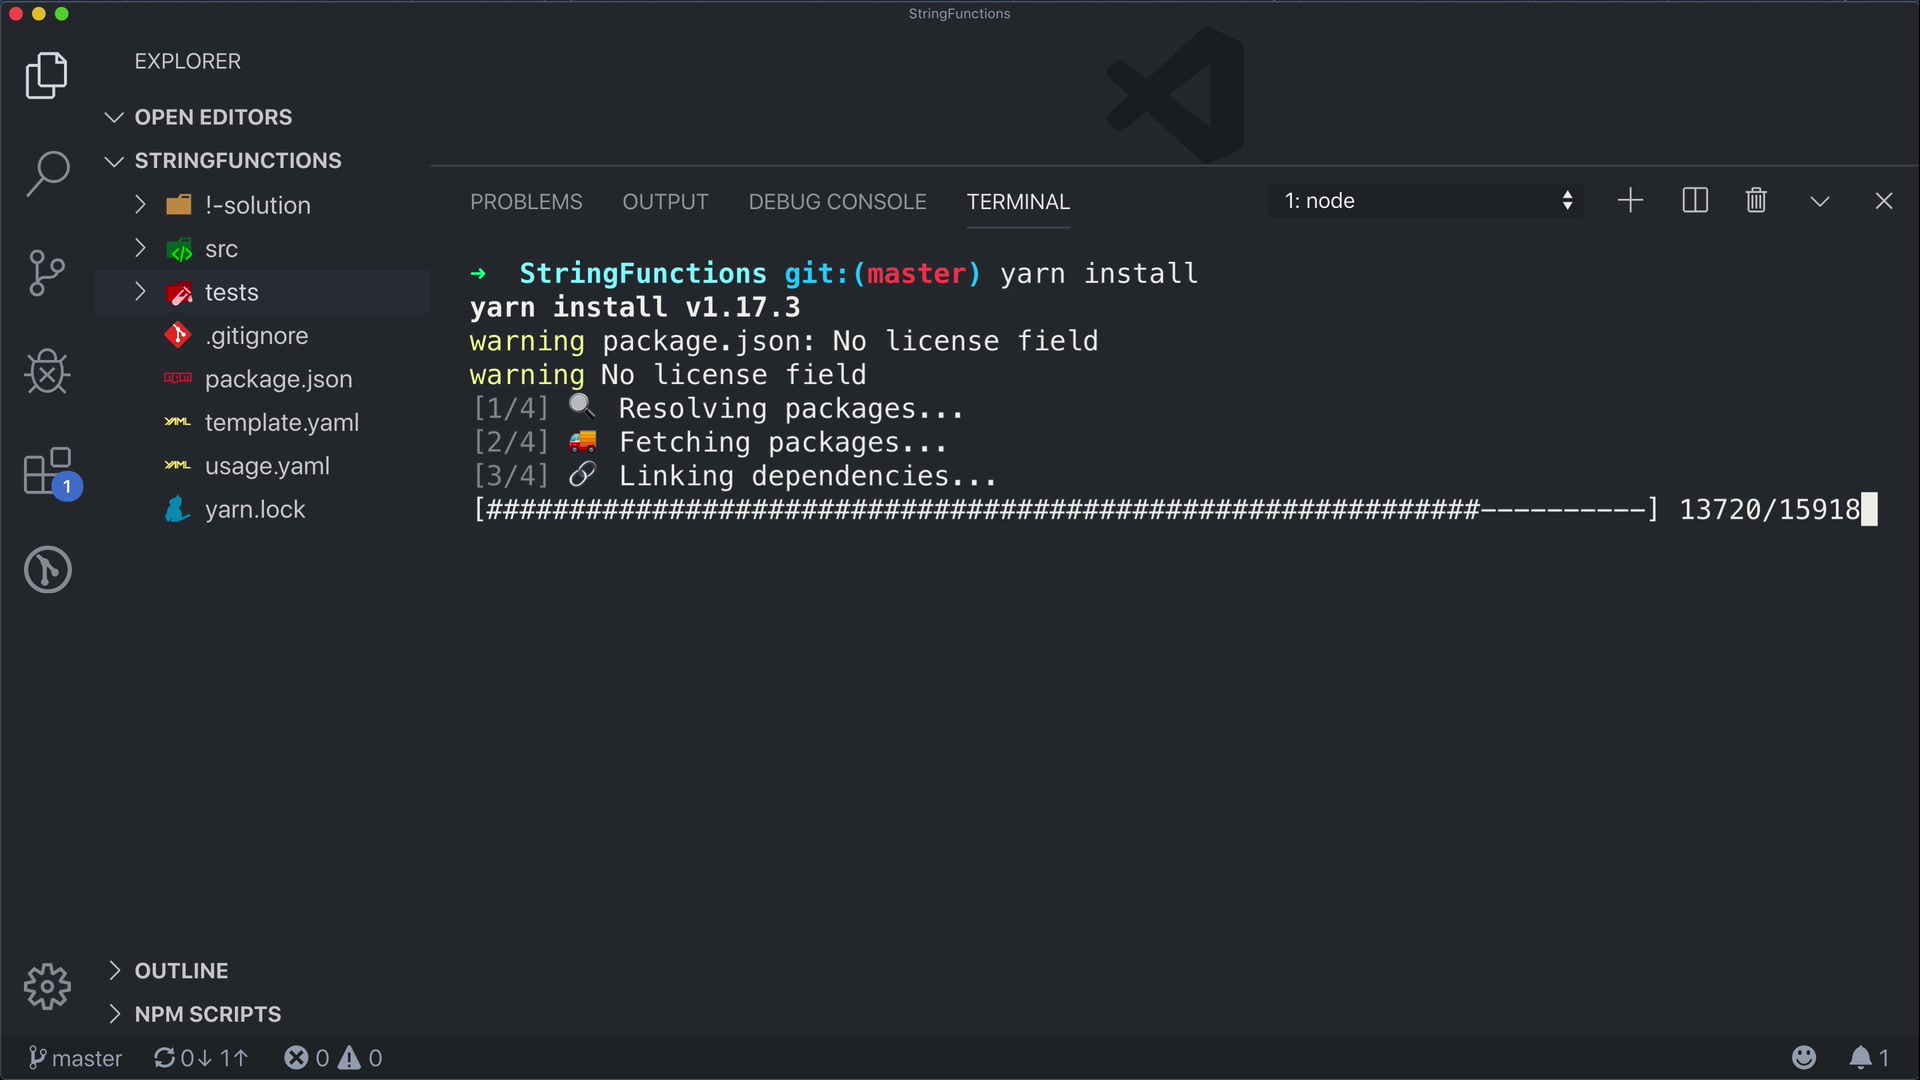 StringFunctions
EXPLORER
OPEN EDITORS
STRINGFUNCTIONS
!-solution
src
tests
.gitignore
package.json
YAML template.yaml
YAML usage.yaml
yarn.lock
1
OUTLINE
NPM SCRIPTS
PROBLEMS OUTPUT DEBUG CONSOLE TERMINAL 1: node
➜ StringFunctions git:(master) yarn install
yarn install v1.17.3
warning package.json: No license field
warning No license field
[1/4] 🔍 Resolving packages...
[2/4] 🚚 Fetching packages...
[3/4] 🔗 Linking dependencies...
[############################################################----------] 13720/15918
master 0↓ 1↑ 0 0 1